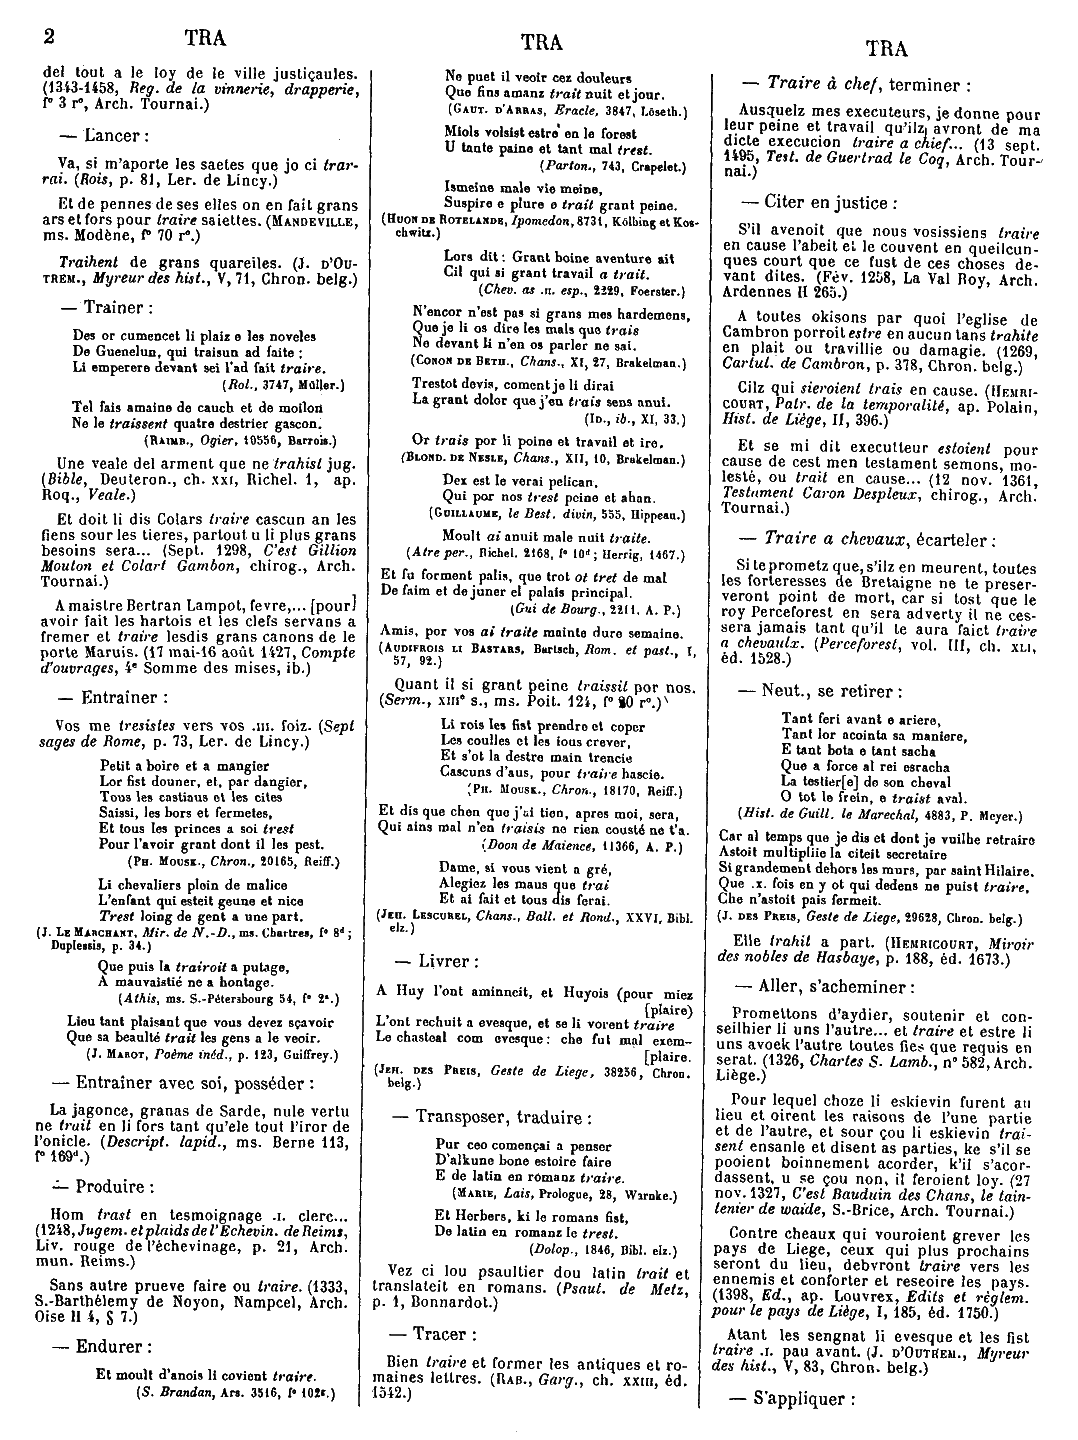 2 TRA TRA TRA
del tout a le loy de le ville justiçaules.
(1343-1458, Reg. de la vinnerie, drapperie,
f° 3 r°, Arch. Tournai.)
— Lancer :
Va, si m'aporte les saetes que jo ci trar-
rai. (Rois, p. 81, Ler. de Lincy.)
Et de pennes de ses elles on en fait grans
ars et fors pour traire saiettes. (MANDEVILLE,
ms. Modène, f° 70 r°.)
Traihent de grans quareiles. (J. D'OU-
TREM., Myreur des hist., V, 71, Chron. belg.)
— Traîner :
Des or cumencet li plaiz e les noveles
De Guenelun, qui traisun ad faite :
Li emperere devant sei l'ad fait traire.
(Rol., 3747, Müller.)
Tel fais amaine de cauch et de moilon
Ne le traissent quatre destrier gascon.
(RAIMB., Ogier, 10556, Barrois.)
Une veale del arment que ne trahist jug.
(Bible, Deuteron., ch. XXI, Richel. 1, ap.
Roq., Veale.)
Et doit li dis Colars traire cascun an les
fiens sour les tieres, partout u li plus grans
besoins sera... (Sept. 1298, C'est Gillion
Mouton et Colart Gambon, chirog., Arch.
Tournai.)
A maistre Bertran Lampot, fevre,... [pour]
avoir fait les hartois et les clefs servans a
fremer et traire lesdis grans canons de le
porte Maruis. (17 mai-16 août 1427, Compte
d'ouvrages, 4e Somme des mises, ib.)
— Entraîner :
Vos me tresistes vers vos .III. foiz. (Sept
sages de Rome, p. 73, Ler. de Lincy.)
Petit a boire et a mangier
Lor fist douner, et, par dangier,
Tous les castiaus et les cites
Saissi, les bors et fermetes,
Et tous les princes a soi trest
Pour l'avoir grant dont il les pest.
(PH. MOUSK., Chron., 20165, Reiff.)
Li chevaliers plein de malice
L'enfant qui esteit geune et nice
Trest loing de gent a une part.
(J. LE MARCHANT, Mir. de N.-D., ms. Chartres, f° 8d ;
Duplessis, p. 34.)
Que puis la trairoit a putage,
A mauvaistié ne a hontage.
(Athis, ms. S.-Pétersbourg 54, f° 2a.)
Lieu tant plaisant que vous devez sçavoir
Que sa beaulté trait les gens a le veoir.
(J. MAROT, Poème inéd., p. 123, Guiffrey.)
— Entraîner avec soi, posséder :
La jagonce, granas de Sarde, nule vertu
ne trait en li fors tant qu'ele tout l'iror de
l'onicle. (Descript. lapid., ms. Berne 113,
f° 169d.)
— Produire :
Hom trast en tesmoignage .I. clerc...
(1248, Jugem. et plaids de l'Echevin. de Reims,
Liv. rouge de l'échevinage, p. 21, Arch.
mun. Reims.)
Sans autre prueve faire ou traire. (1333,
S.-Barthélemy de Noyon, Nampcel, Arch.
Oise H 4, § 7.)
— Endurer :
Et moult d'anois li covient traire.
(S. Brandan, Ars. 3516, f° 102c.)
Ne puet il veoir cez douleurs
Que fins amanz trait nuit et jour.
(GAUT. D'ARRAS, Eracle, 3847, Löseth.)
Miols volsist estre en le forest
U tante paine et tant mal trest.
(Parton., 743, Crapelet.)
Ismeine male vie meine,
Suspire e plure e trait grant peine.
(HUON DE ROTELANDE, Ipomedon, 8731, Kölbing et Kos-
chwitz.)
Lors dit : Grant boine aventure ait
Cil qui si grant travail a trait.
(Chev. as .II. esp., 2329, Foerster.)
N'encor n'est pas si grans mes hardemens,
Que je li os dire les mals que trais
Ne devant li n'en os parler ne sai.
(CONON DE BETH., Chans., XI, 27, Brakelman.)
Trestot devis, coment je li dirai
La grant dolor que j'en trais sens anui.
(ID., ib., XI, 33.)
Or trais por li poine et travail et ire.
(BLOND. DE NESLE, Chans., XII, 10, Brakelman.)
Dex est le verai pelican,
Qui por nos trest peine et ahan.
(GUILLAUME, le Best. divin, 555, Hippeau.)
Moult ai anuit male nuit traite.
(Atre per., Richel. 2168, f° 10d ; Herrig, 1467.)
Et fu forment palis, que trot ot tret de mal
De faim et de juner el palais principal.
(Gui de Bourg., 2211. A. P.)
Amis, por vos ai traite mainte dure semaine.
(AUDIFROIS LI BASTARS, Bartsch, Rom. et past., I,
57, 92.)
Quant il si grant peine traissit por nos.
(Serm., XIIIe s., ms. Poit. 124, f° 20 r°.)
Li rois les fist prendre et coper
Les coulles et les ious crever,
Et s'ot la destre main trencie
Cascuns d'aus, pour traire hascie.
(PH. MOUSK., Chron., 18170, Reiff.)
Et dis que chen que j'ai tien, apres moi, sera,
Qui ains mal n'en traisis ne rien cousté ne t'a.
(Doon de Maience, 11366, A. P.)
Dame, si vous vient a gré,
Alegiez les maus que trai
Et ai fait et tous dis ferai.
(JEH. LESCUREL, Chans., Ball. et Rond., XXVI, Bibl.
elz.)
— Livrer :
A Huy l'ont aminneit, et Huyois (pour miez
[plaire)
L'ont rechuit a evesque, et se li vorent traire
Le chasteal com evesque : che fut mal exem-
[plaire.
(JEH. DES PREIS, Geste de Liege, 38256, Chron.
belg.)
— Transposer, traduire :
Pur ceo començai a penser
D'alkune bone estoire faire
E de latin en romanz traire.
(MARIE, Lais, Prologue, 28, Warnke.)
Et Herbers, ki le romans fist,
De latin en romanz le trest.
(Dolop., 1846, Bibl. elz.)
Vez ci lou psaultier dou latin trait et
translateit en romans. (Psaut. de Metz,
p. 1, Bonnardot.)
— Tracer :
Bien traire et former les antiques et ro-
maines lettres. (RAB., Garg., ch. XXIII, éd.
1542.)
— Traire à chef, terminer :
Ausquelz mes executeurs, je donne pour
leur peine et travail qu'ilz avront de ma
dicte execucion traire a chief... (13 sept.
1495, Test. de Guertrad le Coq, Arch. Tour-
nai.)
— Citer en justice :
S'il avenoit que nous vosissiens traire
en cause l'abeit et le couvent en queilcun-
ques court que ce fust de ces choses de-
vant dites. (Fév. 1258, La Val Roy, Arch.
Ardennes H 265.)
A toutes okisons par quoi l'eglise de
Cambron porroit estre en aucun tans trahite
en plait ou travillie ou damagie. (1269,
Cartul. de Cambron, p. 378, Chron. belg.)
Cilz qui sieroient trais en cause. (HEMRI-
COURT, Patr. de la temporalité, ap. Polain,
Hist. de Liège, II, 396.)
Et se mi dit executteur estoient pour
cause de cest men testament semons, mo-
lesté, ou trait en cause... (12 nov. 1361,
Testament Caron Despleux, chirog., Arch.
Tournai.)
— Traire a chevaux, écarteler :
Si te prometz que, s'ilz en meurent, toutes
les forteresses de Bretaigne ne te preser-
veront point de mort, car si tost que le
roy Perceforest en sera adverty il ne ces-
sera jamais tant qu'il te aura faict traire
a chevaulx. (Perceforest, vol. III, ch. XLI,
éd. 1528.)
— Neut., se retirer :
Tant feri avant e ariere,
Tant lor acointa sa maniere,
E tant bota e tant sacha
Que a force al rei esracha
La testier[e] de son cheval
O tot le frein, e traist aval.
(Hist. de Guill. le Marechal, 4883, P. Meyer.)
Car al temps que je dis et dont je vuilhe retraire
Astoit multipliie la citeit secretaire
Si grandement dehors les murs, par saint Hilaire,
Que .X. fois en y ot qui dedens ne puist traire,
Che n'astoit pais fermeit.
(J. DES PREIS, Geste de Liege, 29628, Chron. belg.)
Elle trahit a part. (HEMRICOURT, Miroir
des nobles de Hasbaye, p. 188, éd. 1673.)
— Aller, s'acheminer :
Promettons d'aydier, soutenir et con-
seilhier li uns l'autre... et traire et estre li
uns avoek l'autre toutes fies que requis en
serat. (1326, Chartes S. Lamb., n° 582, Arch.
Liège.)
Pour lequel choze li eskievin furent au
lieu et oirent les raisons de l'une partie
et de l'autre, et sour çou li eskievin trai-
sent ensanle et disent as parties, ke s'il se
pooient boinnement acorder, k'il s'acor-
dassent, u se çou non, il feroient loy. (27
nov. 1327, C'est Bauduin des Chans, le tain-
tenier de waide, S.-Brice, Arch. Tournai.)
Contre cheaux qui vouroient grever les
pays de Liege, ceux qui plus prochains
seront du lieu, debvront traire vers les
ennemis et conforter et reseoire les pays.
(1398, Ed., ap. Louvrex, Edits et règlem.
pour le pays de Liège, I, 185, éd. 1750.)
Atant les sengnat li evesque et les fist
traire .I. pau avant. (J. D'OUTREM., Myreur
des hist., V, 83, Chron. belg.)
— S'appliquer :